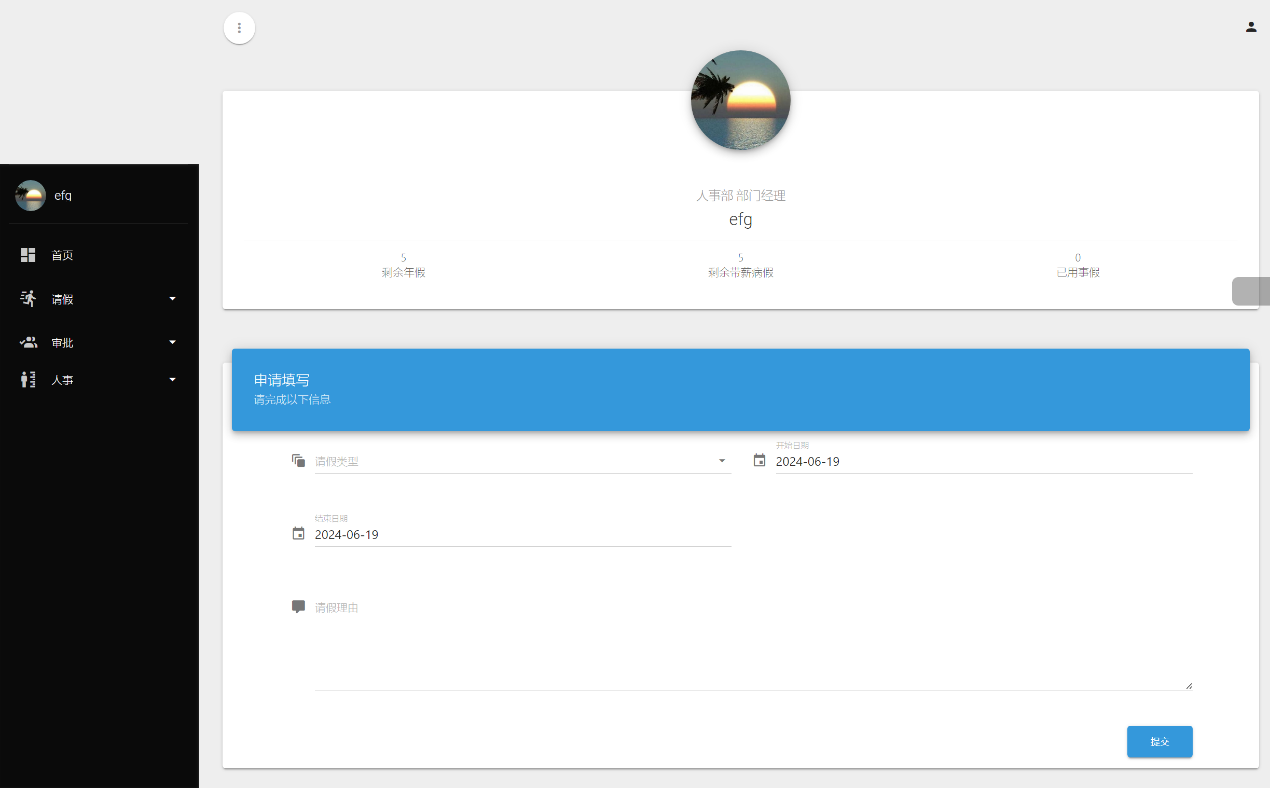 efg
首页
请假
审批
人事
人事部 部门经理
efg
5
剩余年假
5
剩余带薪病假
0
已用事假
申请填写
请完成以下信息
请假类型
开始日期
2024-06-19
结束日期
2024-06-19
请假理由
提交